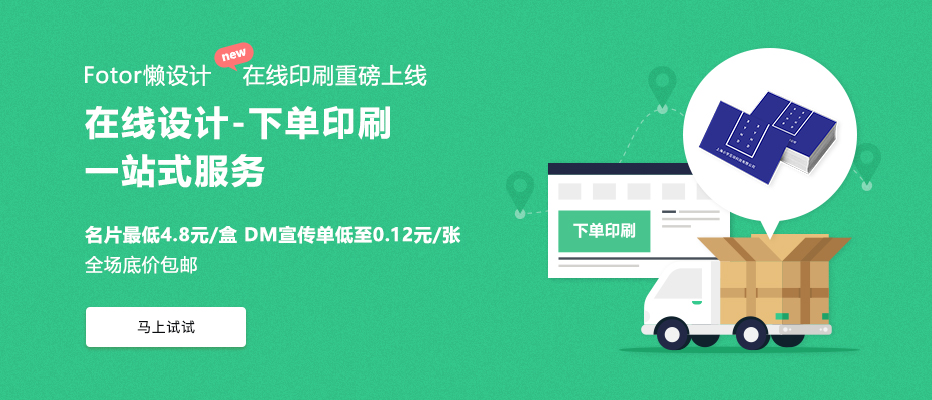 new
Fotor懒设计 在线印刷重磅上线
在线设计-下单印刷
一站式服务
名片最低4.8元/盒 DM宣传单低至0.12元/张
全场底价包邮
马上试试
下单印刷